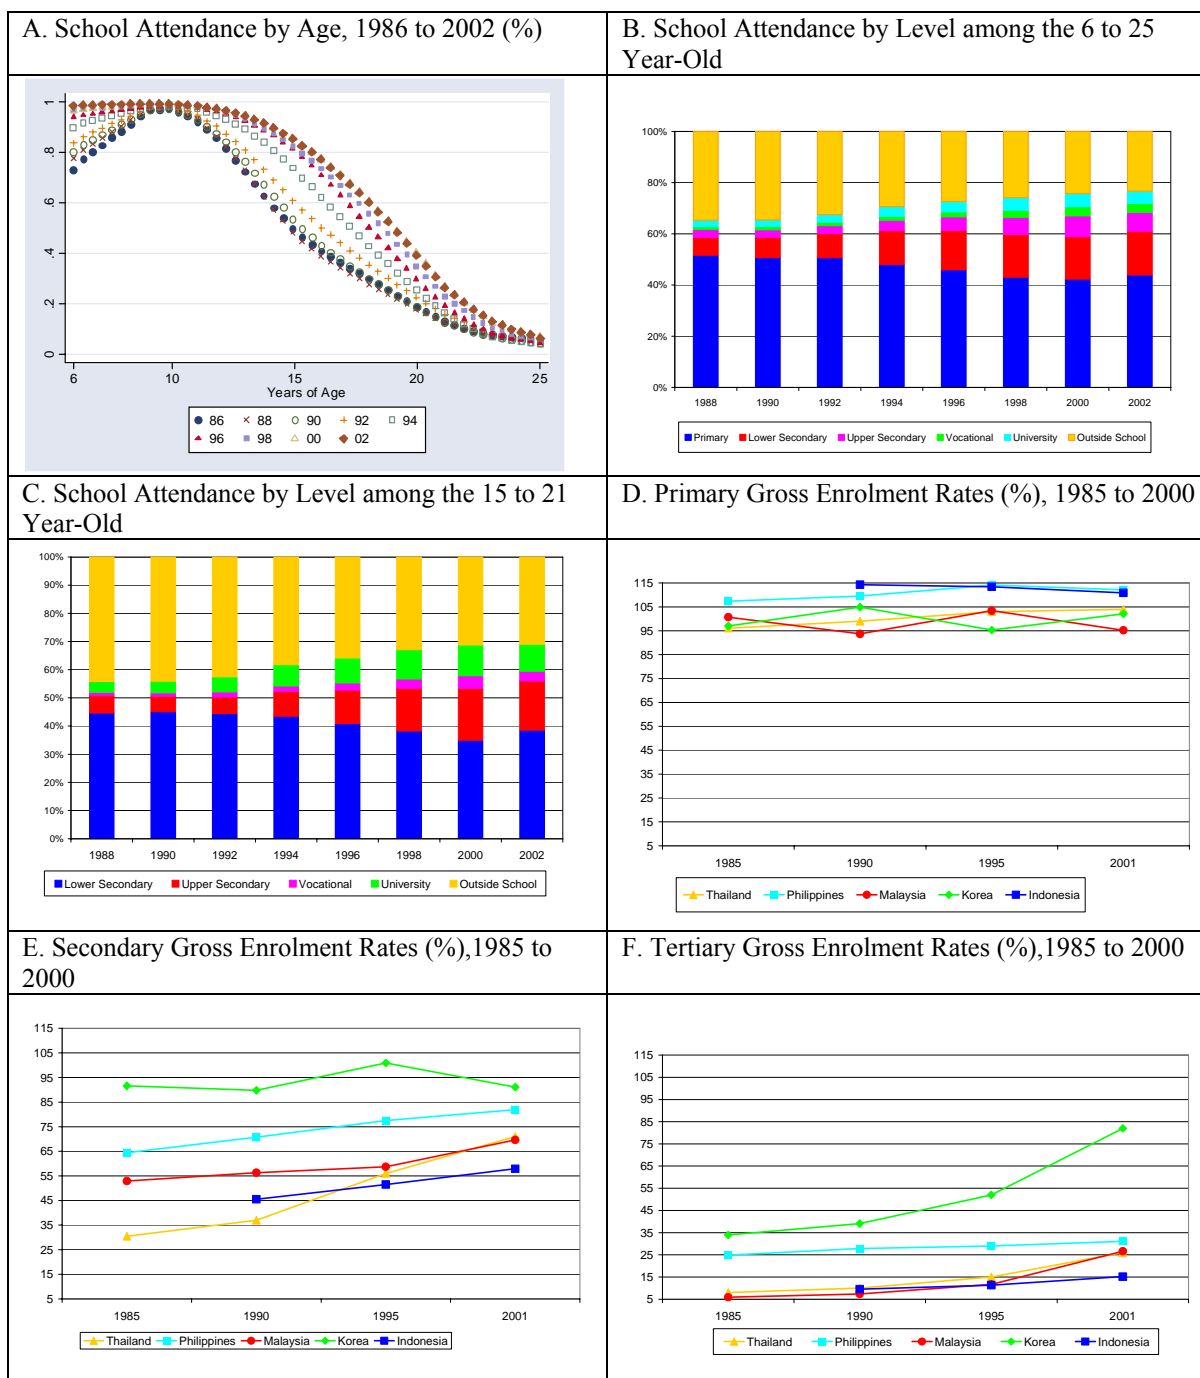 A. School Attendance by Age, 1986 to 2002 (%)
B. School Attendance by Level among the 6 to 25
Year-Old
1
.8
.6
.4
.2
0
6 10 15 20 25
Years of Age
86 88 90 92 94
96 98 00 02
100%
80%
60%
40%
20%
0%
1988 1990 1992 1994 1996 1998 2000 2002
Primary Lower Secondary Upper Secondary Vocational University Outside School
C. School Attendance by Level among the 15 to 21
Year-Old
D. Primary Gross Enrolment Rates (%), 1985 to 2000
100%
90%
80%
70%
60%
50%
40%
30%
20%
10%
0%
1988 1990 1992 1994 1996 1998 2000 2002
Lower Secondary Upper Secondary Vocational University Outside School
115
105
95
85
75
65
55
45
35
25
15
5
1985 1990 1995 2001
Thailand Philippines Malaysia Korea Indonesia
E. Secondary Gross Enrolment Rates (%),1985 to
2000
F. Tertiary Gross Enrolment Rates (%),1985 to 2000
115
105
95
85
75
65
55
45
35
25
15
5
1985 1990 1995 2001
Thailand Philippines Malaysia Korea Indonesia
115
105
95
85
75
65
55
45
35
25
15
5
1985 1990 1995 2001
Thailand Philippines Malaysia Korea Indonesia